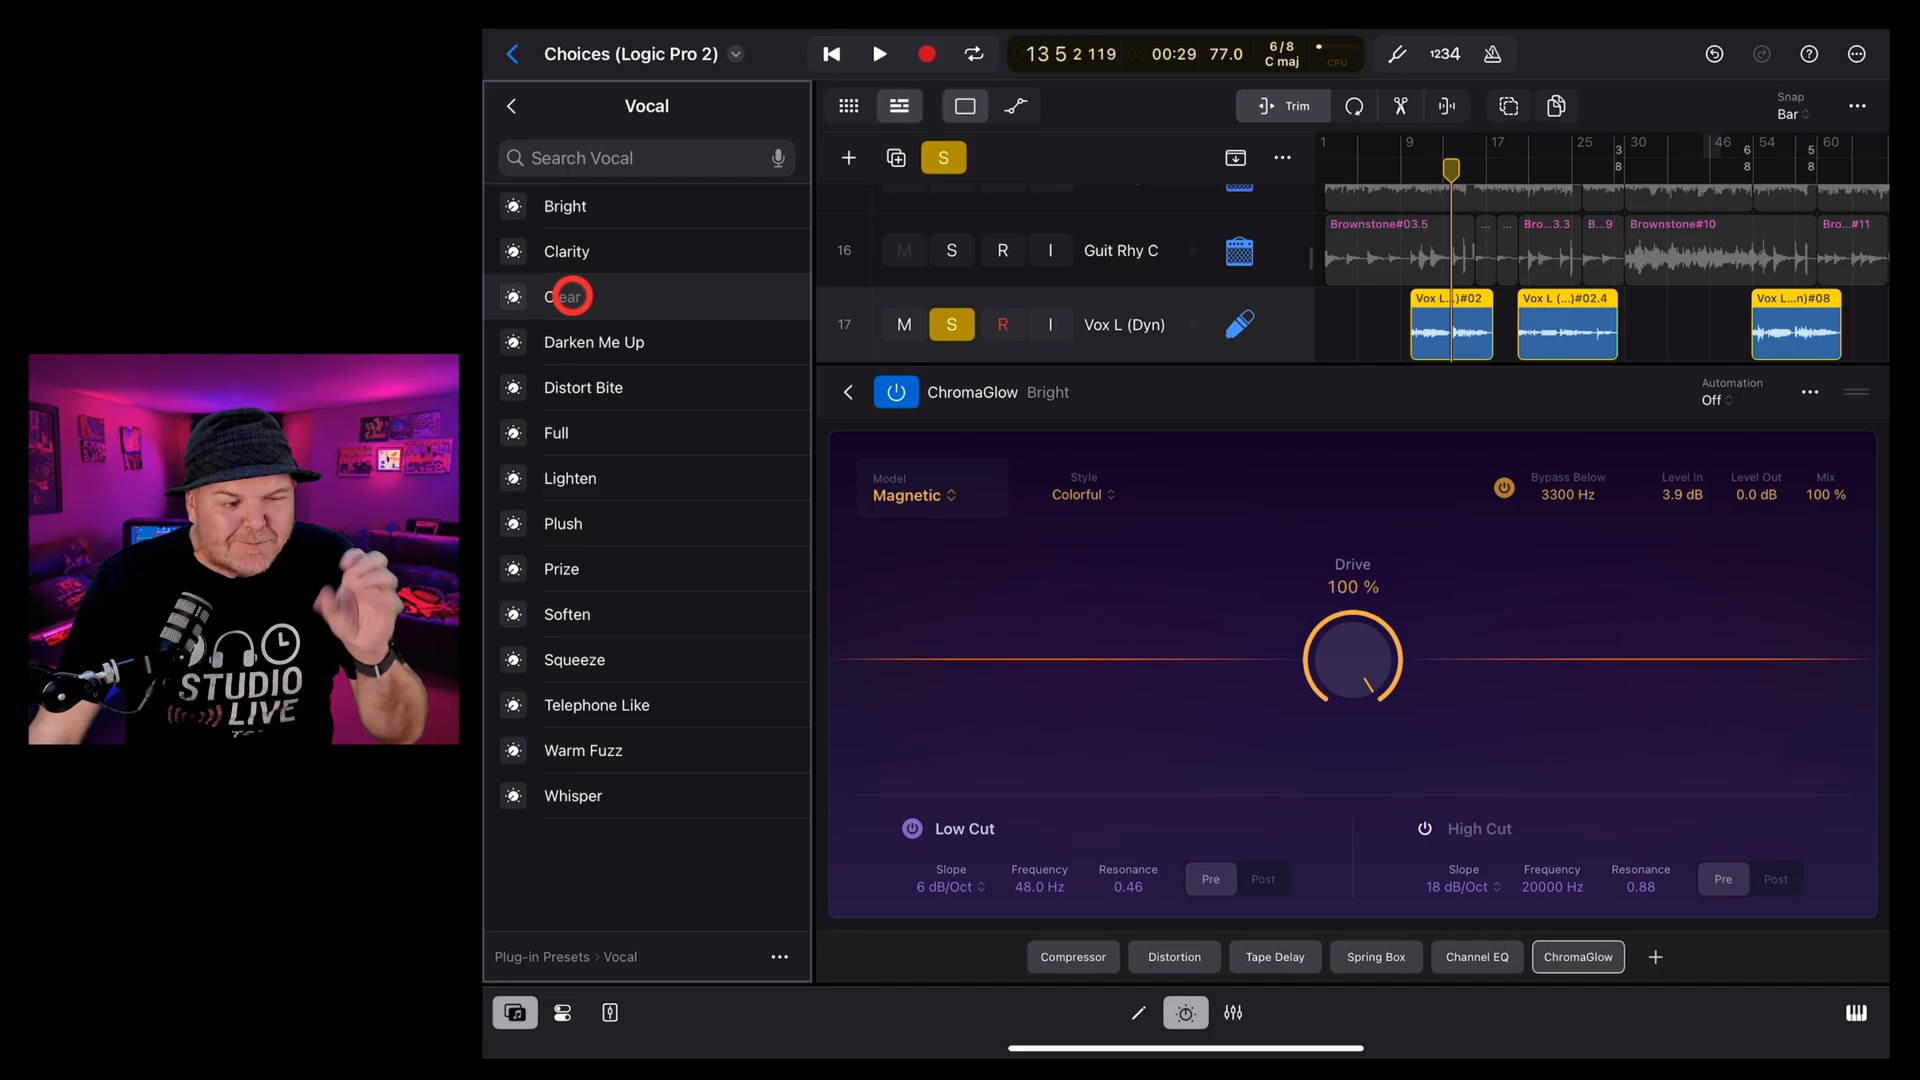 Choices (Logic Pro 2)
13 5 2 119
00:29
77.0
6/8
C maj
CPU
1234
Vocal
Search Vocal
Bright
Clarity
Clear
Darken Me Up
Distort Bite
Full
Lighten
Plush
Prize
Soften
Squeeze
Telephone Like
Warm Fuzz
Whisper
Plug-in Presets › Vocal
Trim
Snap
Bar
S
1
9
17
25
3
8
30
46
6
8
54
5
8
60
16
M
S
R
I
Guit Rhy C
Brownstone#03.5
...
...
Bro...3.3
B...9
Brownstone#10
Bro...#11
17
M
S
R
I
Vox L (Dyn)
Vox L...)#02
Vox L (...)#02.4
Vox L...n)#08
ChromaGlow Bright
Automation
Off
Model
Magnetic
Style
Colorful
Bypass Below
3300 Hz
Level In
3.9 dB
Level Out
0.0 dB
Mix
100 %
Drive
100 %
Low Cut
Slope
6 dB/Oct
Frequency
48.0 Hz
Resonance
0.46
Pre
Post
High Cut
Slope
18 dB/Oct
Frequency
20000 Hz
Resonance
0.88
Pre
Post
Compressor
Distortion
Tape Delay
Spring Box
Channel EQ
ChromaGlow
STUDIO
LIVE